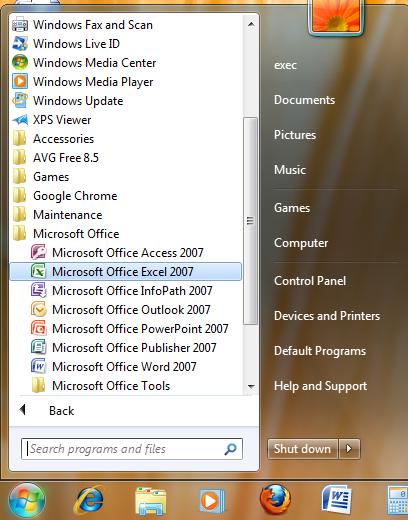 Windows Fax and Scan
Windows Live ID
Windows Media Center
Windows Media Player
Windows Update
XPS Viewer
Accessories
AVG Free 8.5
Games
Google Chrome
Maintenance
Microsoft Office
Microsoft Office Access 2007
Microsoft Office Excel 2007
Microsoft Office InfoPath 2007
Microsoft Office Outlook 2007
Microsoft Office PowerPoint 2007
Microsoft Office Publisher 2007
Microsoft Office Word 2007
Microsoft Office Tools
Back
Search programs and files
exec
Documents
Pictures
Music
Games
Computer
Control Panel
Devices and Printers
Default Programs
Help and Support
Shut down